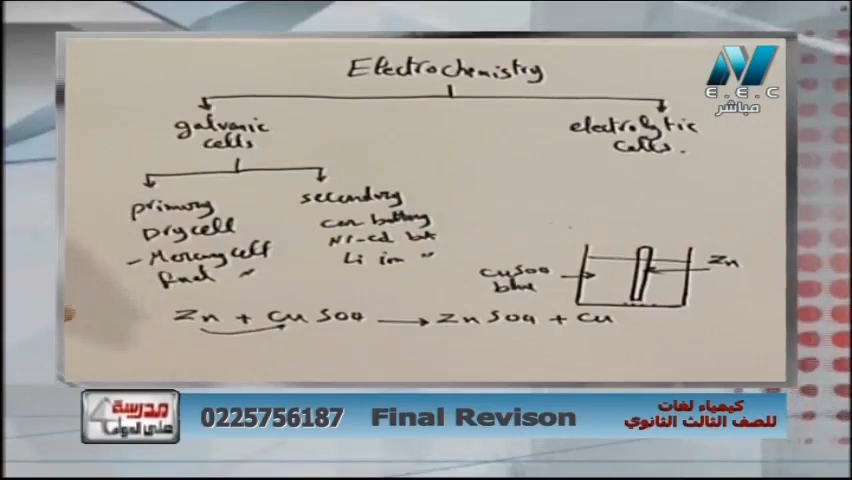 Electrochemistry
E.E.C
مباشر
galvanic
cells
electrolytic
cells.
primary
Dry cell
- Mercury cell
fuel "
secondry
car battery
Ni-cd bat
Li ion "
CuSO4
blue
Zn
Zn + CuSO4 → ZnSO4 + Cu
مدرسة
على الهواء
0225756187 Final Revison
كيمياء لغات
للصف الثالث الثانوي